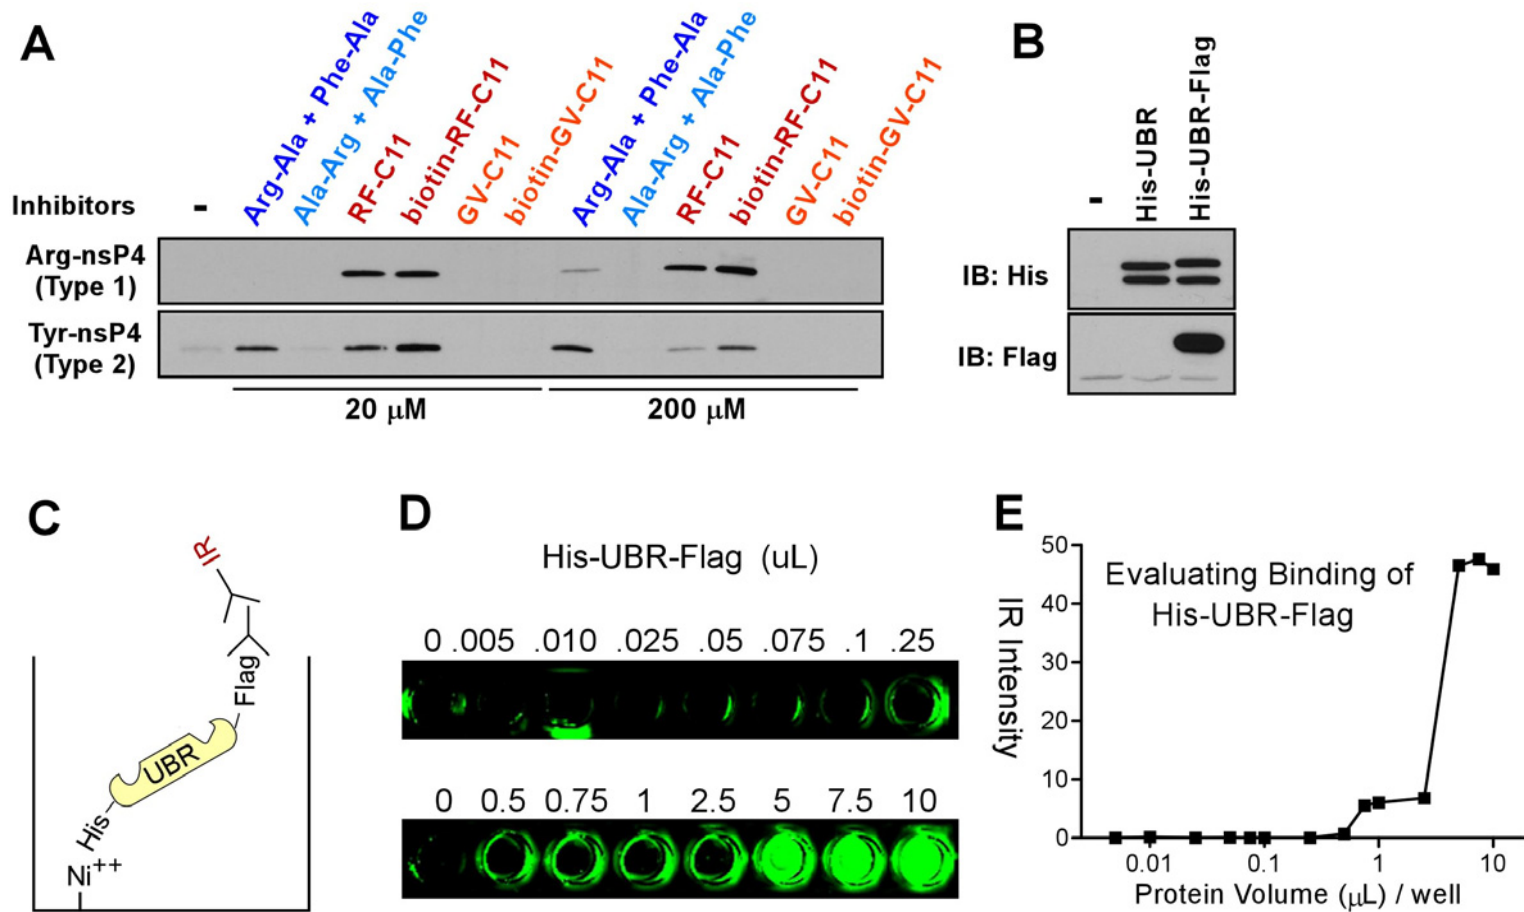 A
Inhibitors
-
Arg-Ala + Phe-Ala
Ala-Arg + Ala-Phe
RF-C11
biotin-RF-C11
GV-C11
biotin-GV-C11
Arg-Ala + Phe-Ala
Ala-Arg + Ala-Phe
RF-C11
biotin-RF-C11
GV-C11
biotin-GV-C11
Arg-nsP4
(Type 1)
Tyr-nsP4
(Type 2)
20 μM
200 μM
B
-
His-UBR
His-UBR-Flag
IB: His
IB: Flag
C
IR
Flag
UBR
His
Ni++
D
His-UBR-Flag (uL)
0 .005 .010 .025 .05 .075 .1 .25
0 0.5 0.75 1 2.5 5 7.5 10
E
Evaluating Binding of
His-UBR-Flag
IR Intensity
50
40
30
20
10
0
0.01 0.1 1 10
Protein Volume (μL) / well